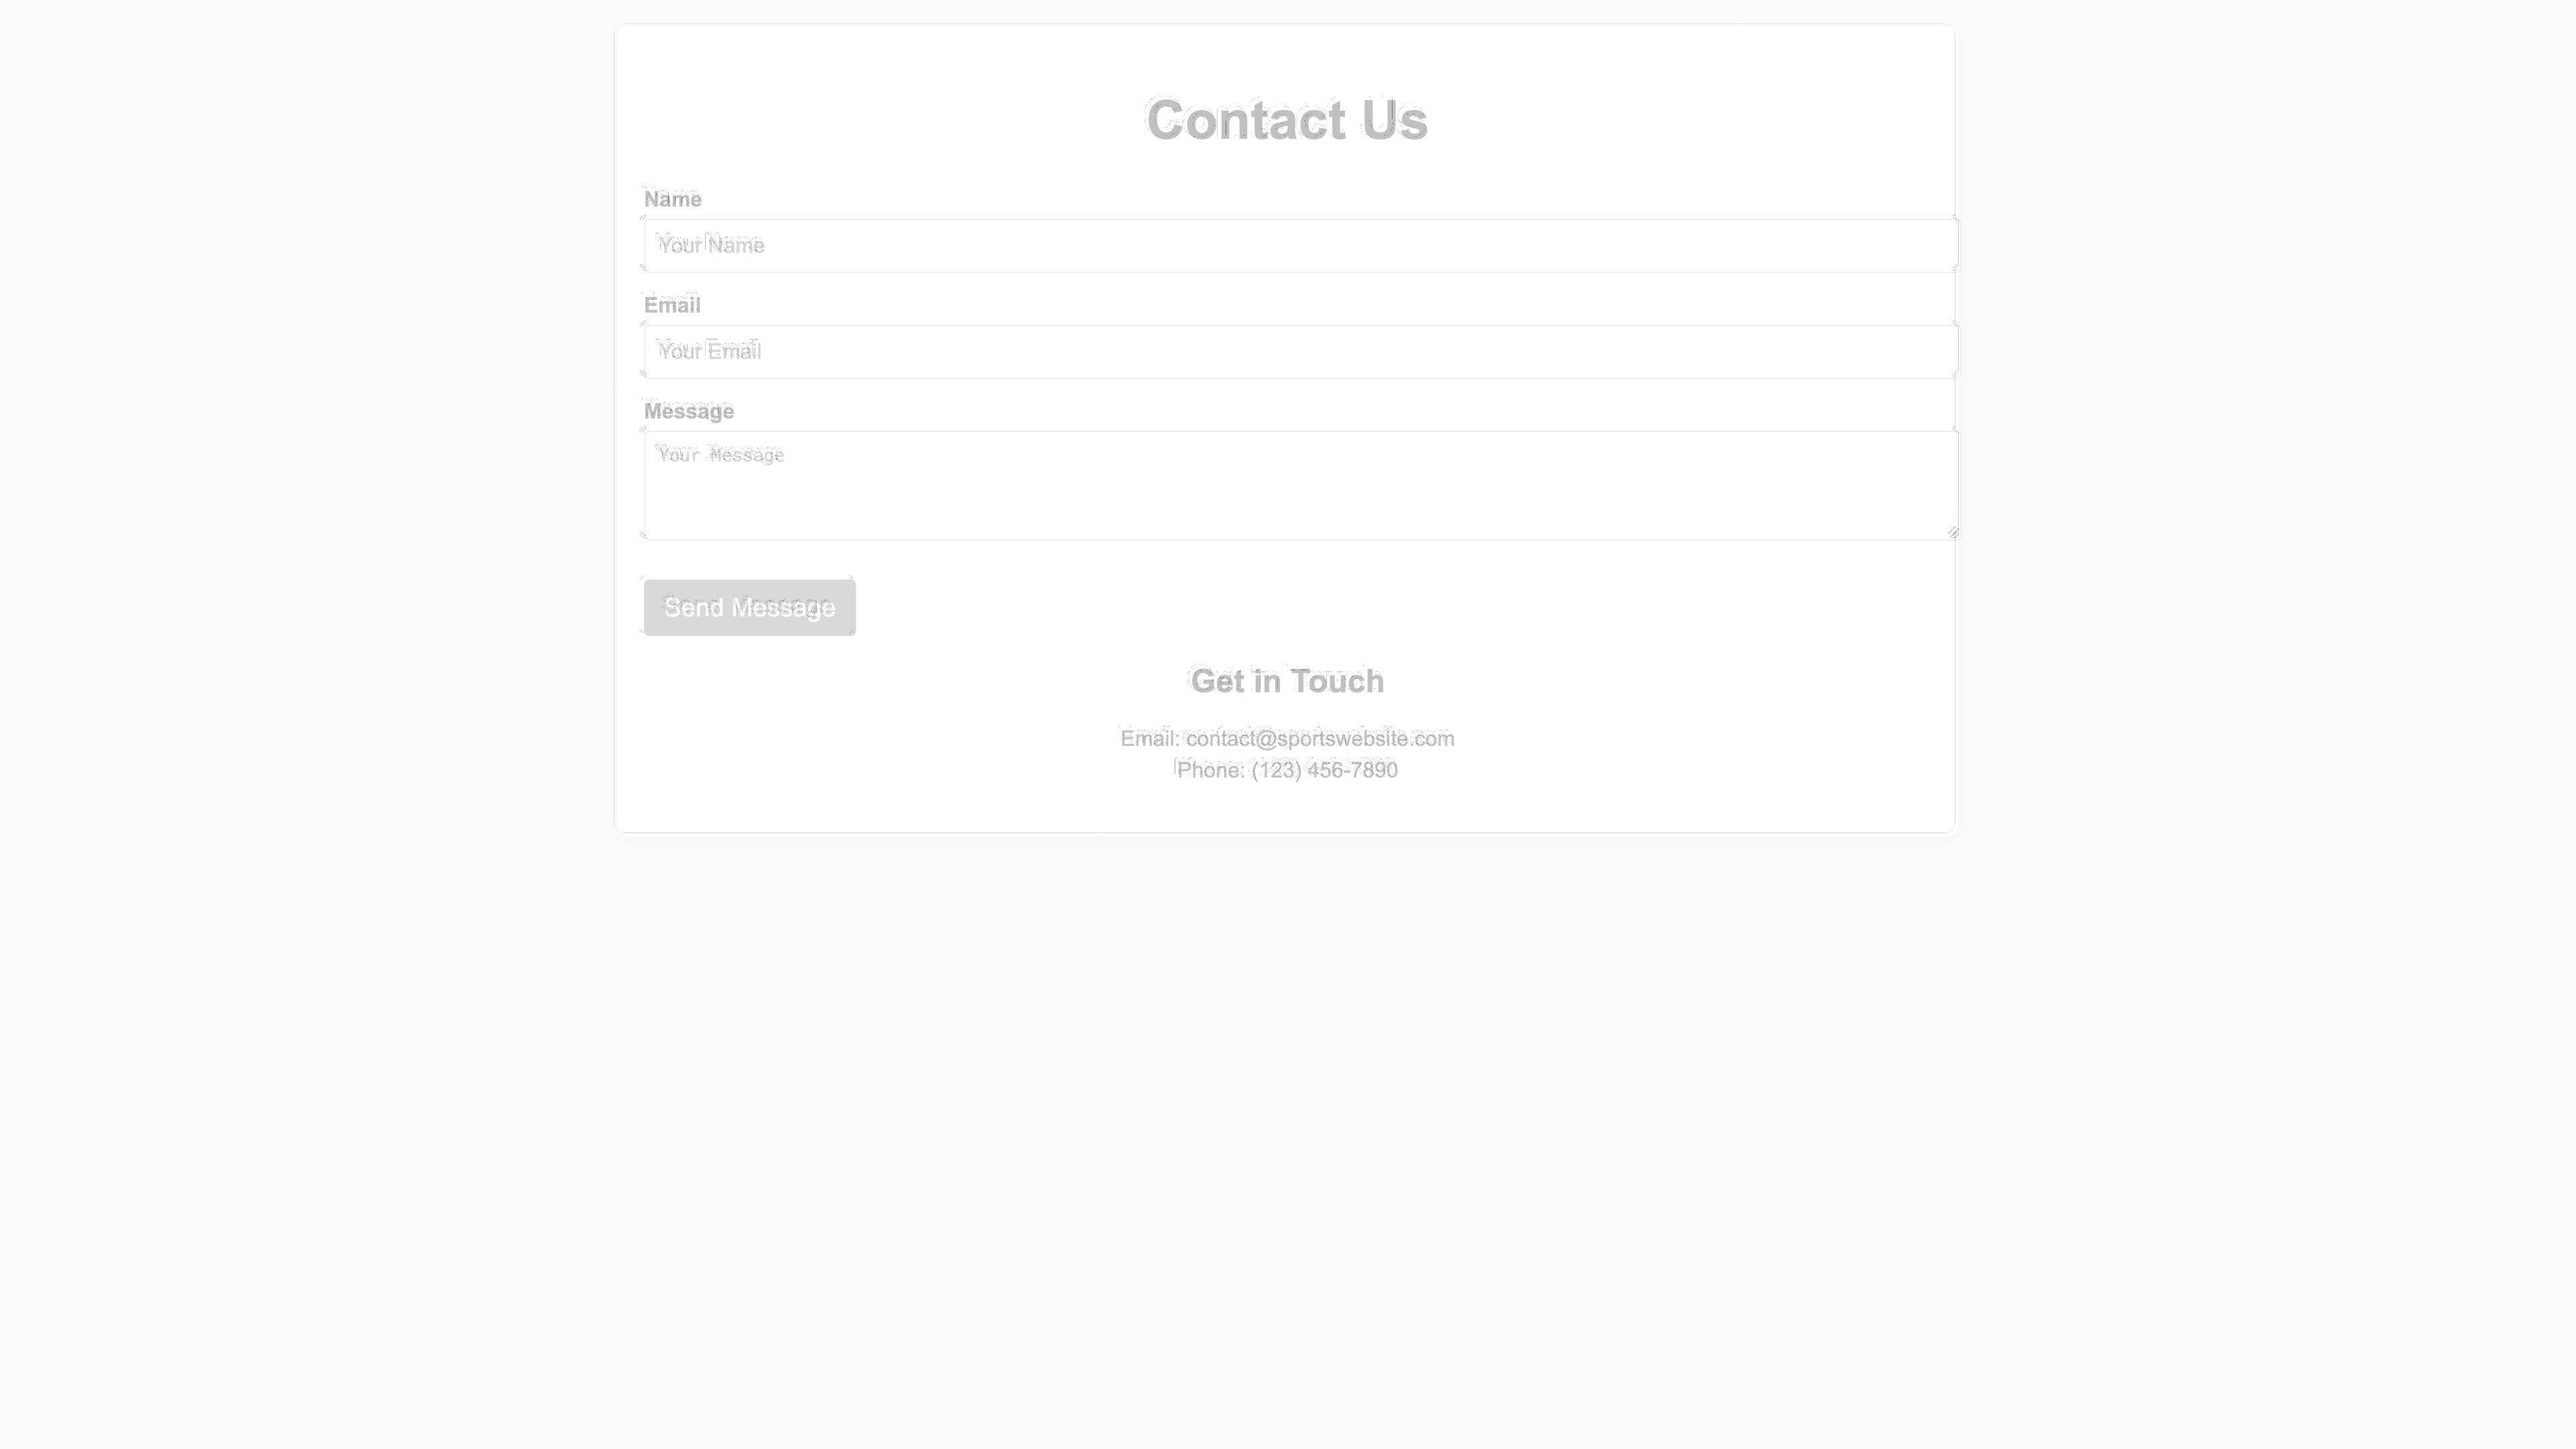 Contact Us
Name
Your Name
Email
Your Email
Message
Your Message
Send Message
Get in Touch
Email: contact@sportswebsite.com
Phone: (123) 456-7890